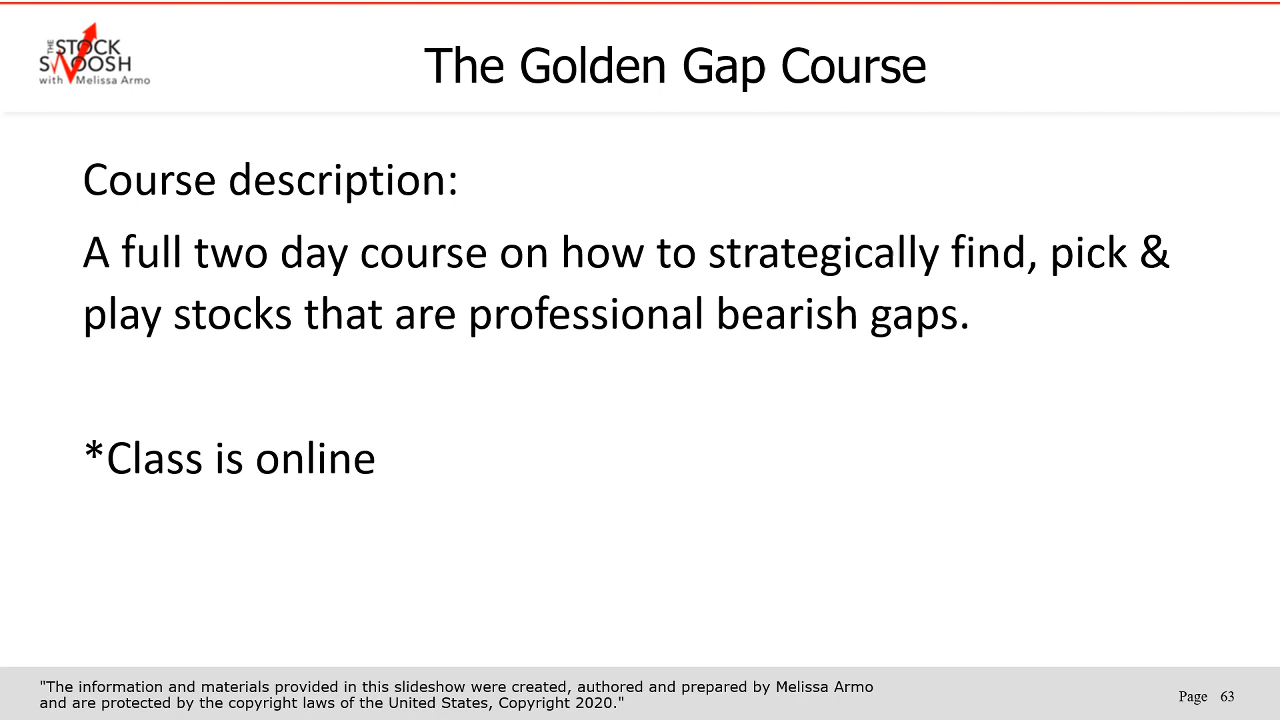 THE STOCK
SWOOSH
with Melissa Armo
The Golden Gap Course
Course description:
A full two day course on how to strategically find, pick &
play stocks that are professional bearish gaps.
*Class is online
"The information and materials provided in this slideshow were created, authored and prepared by Melissa Armo
and are protected by the copyright laws of the United States, Copyright 2020."
Page 63